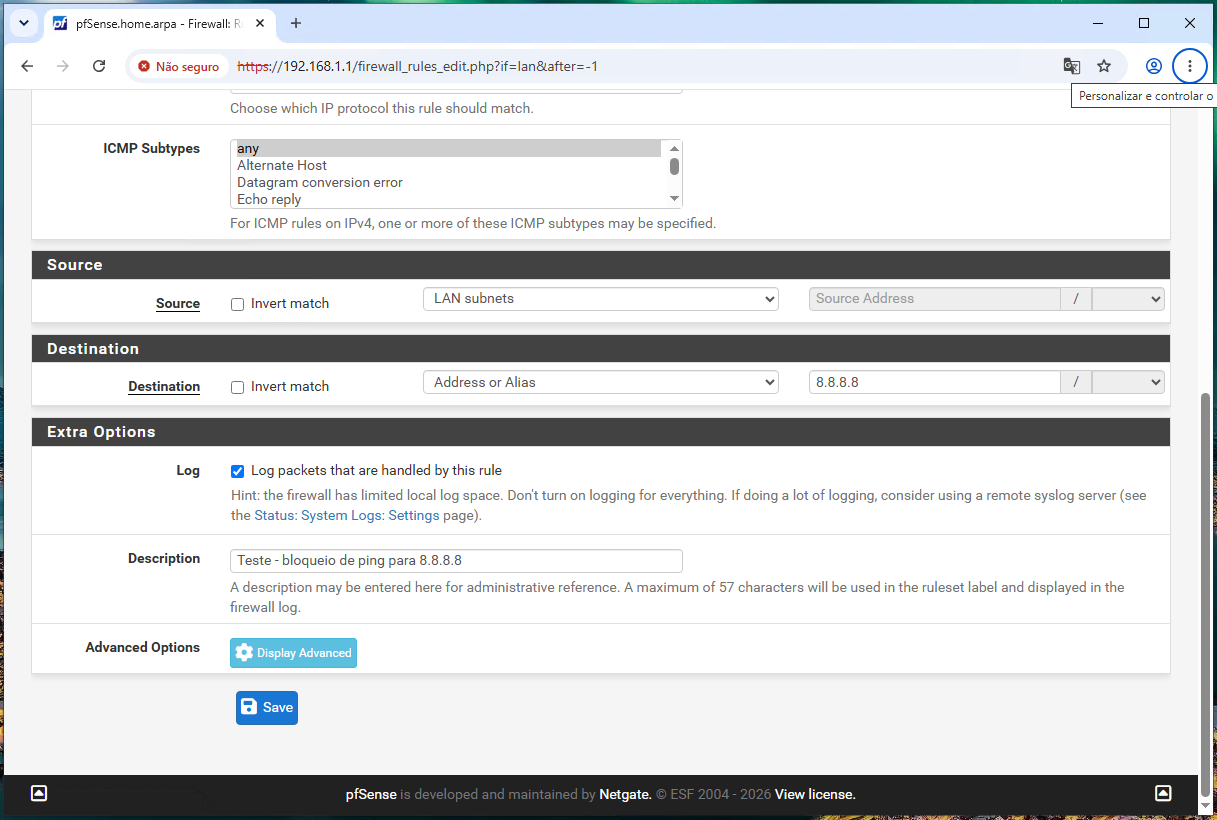 pfSense.home.arpa - Firewall: R
Não seguro https://192.168.1.1/firewall_rules_edit.php?if=lan&after=-1
Personalizar e controlar o
Choose which IP protocol this rule should match.
ICMP Subtypes
any
Alternate Host
Datagram conversion error
Echo reply
For ICMP rules on IPv4, one or more of these ICMP subtypes may be specified.
Source
Source Invert match LAN subnets Source Address /
Destination
Destination Invert match Address or Alias 8.8.8.8 /
Extra Options
Log Log packets that are handled by this rule
Hint: the firewall has limited local log space. Don't turn on logging for everything. If doing a lot of logging, consider using a remote syslog server (see
the Status: System Logs: Settings page).
Description Teste - bloqueio de ping para 8.8.8.8
A description may be entered here for administrative reference. A maximum of 57 characters will be used in the ruleset label and displayed in the
firewall log.
Advanced Options Display Advanced
Save
pfSense is developed and maintained by Netgate. © ESF 2004 - 2026 View license.